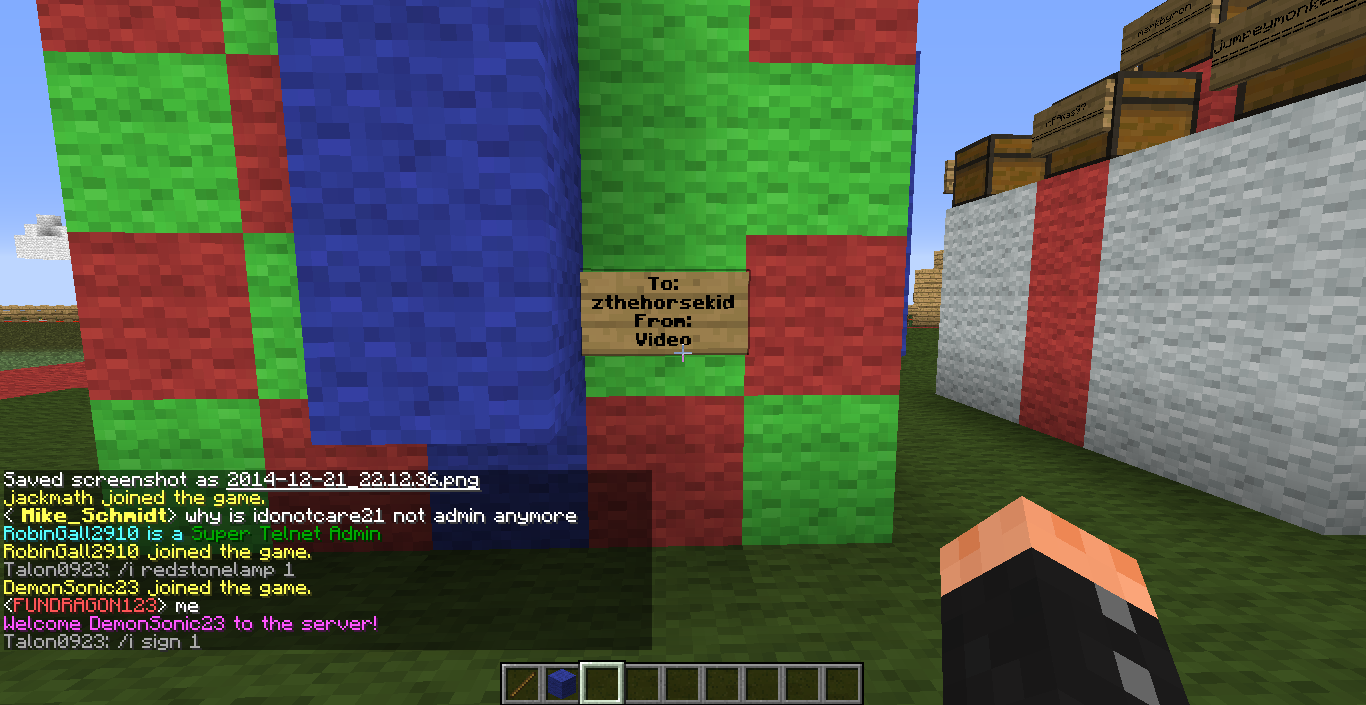 markbyron
Jumpeymonkey
To:
zthehorsekid
From:
Video
Saved screenshot as 2014-12-21_22.12.36.png
jackmath joined the game.
< Mike_Schmidt> why is idonotcare21 not admin anymore
RobinGall2910 is a Super Telnet Admin
RobinGall2910 joined the game.
Talon0923: /i redstonelamp 1
DemonSonic23 joined the game.
<FUNDRAGON123> me
Welcome DemonSonic23 to the server!
Talon0923: /i sign 1